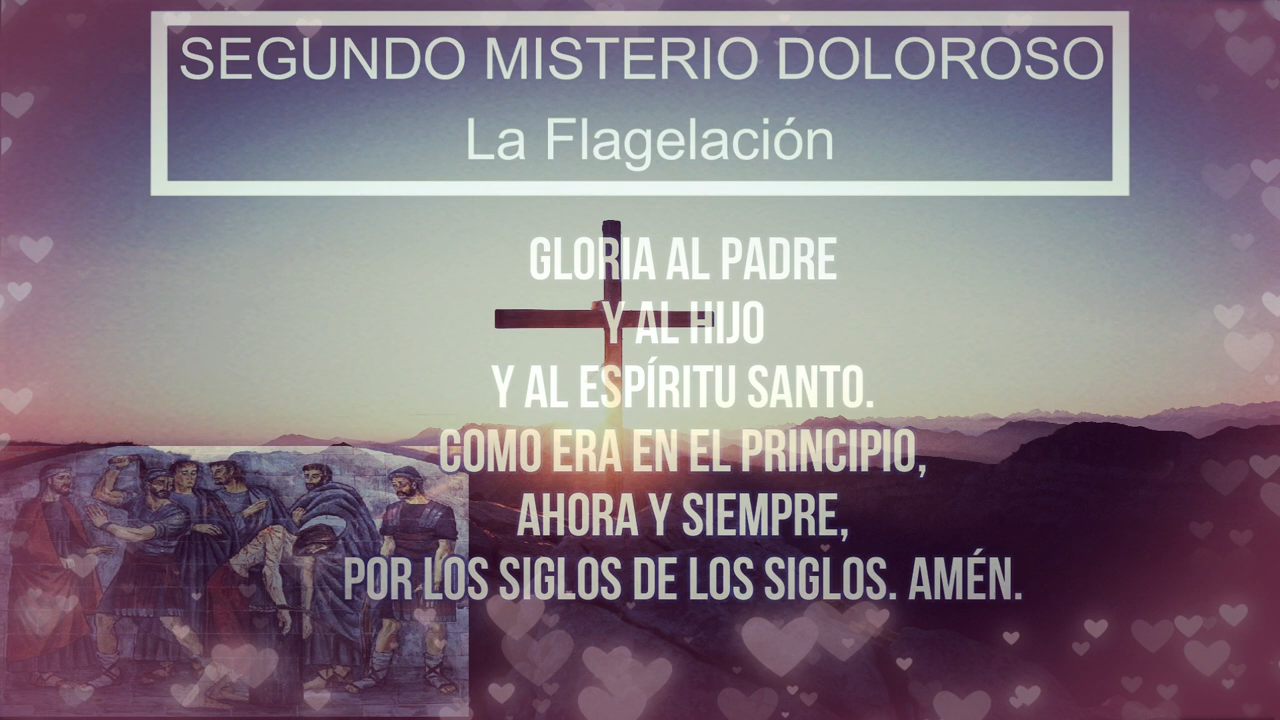 SEGUNDO MISTERIO DOLOROSO
La Flagelación
GLORIA AL PADRE
Y AL HIJO
Y AL ESPÍRITU SANTO.
COMO ERA EN EL PRINCIPIO,
AHORA Y SIEMPRE,
POR LOS SIGLOS DE LOS SIGLOS. AMÉN.